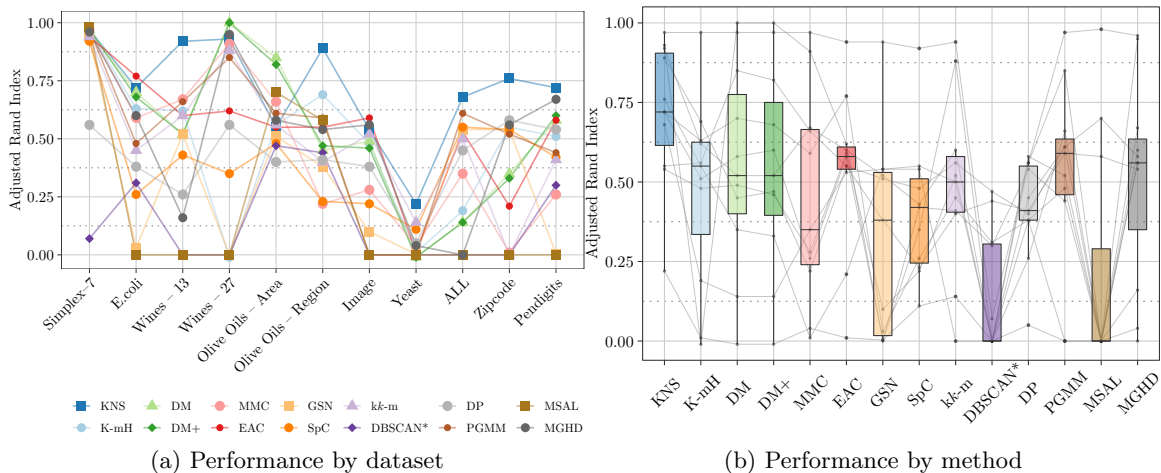 Adjusted Rand Index
1.00
0.75
0.50
0.25
0.00
Simplex–7
E.coli
Wines – 13
Wines – 27
Olive Oils – Area
Olive Oils – Region
Image
Yeast
ALL
Zipcode
Pendigits
KNS
DM
MMC
GSN
kk-m
DP
MSAL
K-mH
DM+
EAC
SpC
DBSCAN*
PGMM
MGHD
(a) Performance by dataset
Adjusted Rand Index
1.00
0.75
0.50
0.25
0.00
KNS
K-mH
DM
DM+
MMC
EAC
GSN
SpC
kk-m
DBSCAN*
DP
PGMM
MSAL
MGHD
(b) Performance by method